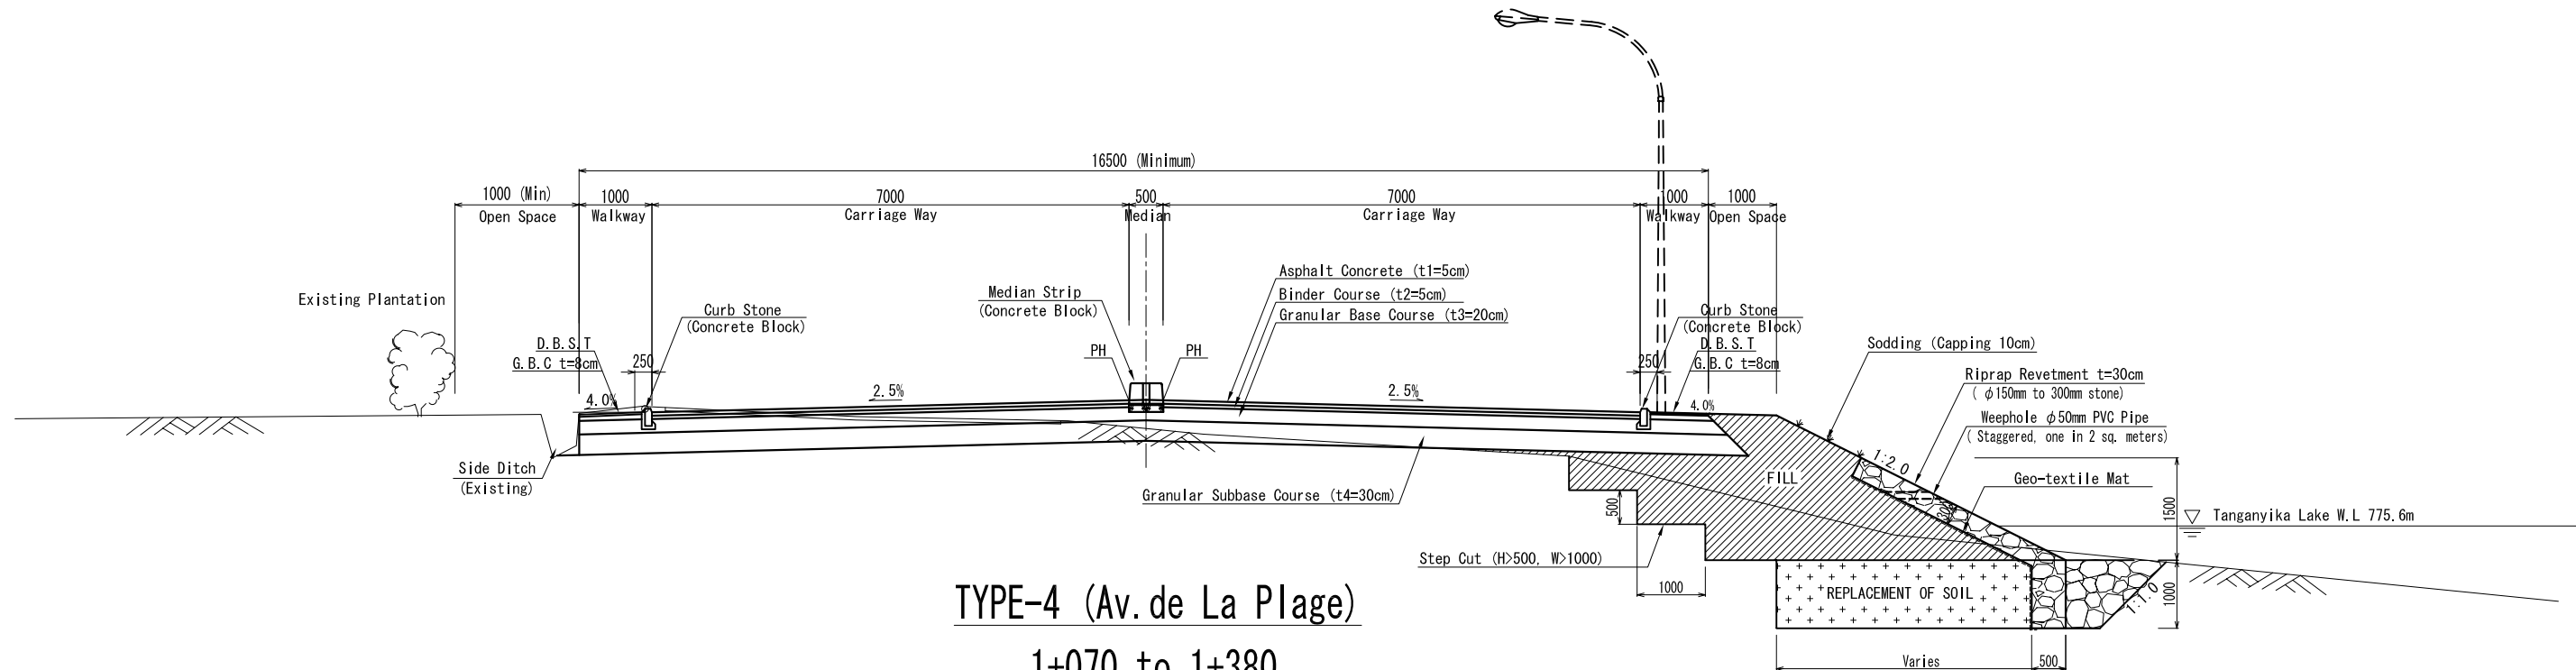 16500 (Minimum)
1000 (Min)
1000
7000
500
7000
1000
1000
Open Space
Walkway
Carriage Way
Median
Carriage Way
Walkway
Open Space
Existing Plantation
Asphalt Concrete (t1=5cm)
Median Strip
(Concrete Block)
Binder Course (t2=5cm)
Granular Base Course (t3=20cm)
Curb Stone
(Concrete Block)
Curb Stone
(Concrete Block)
D.B.S.T
G.B.C t=8cm
250
PH
PH
250
D.B.S.T
G.B.C t=8cm
Sodding (Capping 10cm)
Riprap Revetment t=30cm
( φ150mm to 300mm stone)
Weephole φ50mm PVC Pipe
( Staggered, one in 2 sq. meters)
4.0%
2.5%
2.5%
4.0%
1:2.0
Side Ditch
(Existing)
Granular Subbase Course (t4=30cm)
FILL
Geo-textile Mat
500
1500
Tanganyika Lake W.L 775.6m
Step Cut (H>500, W>1000)
1000
REPLACEMENT OF SOIL
1:1.0
1000
TYPE-4 (Av.de La Plage)
1+070 to 1+380
Varies
500